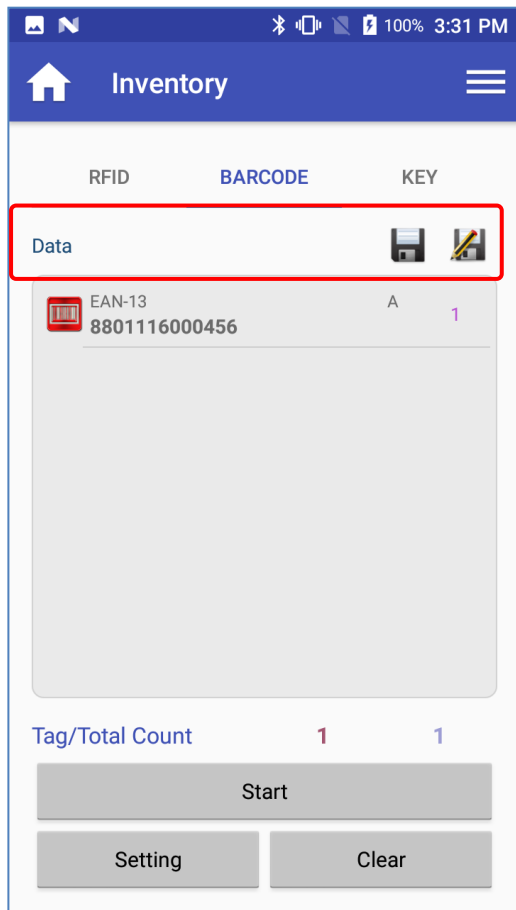 100% 3:31 PM
Inventory
RFID BARCODE KEY
Data
EAN-13 A 1
8801116000456
Tag/Total Count 1 1
Start
Setting Clear